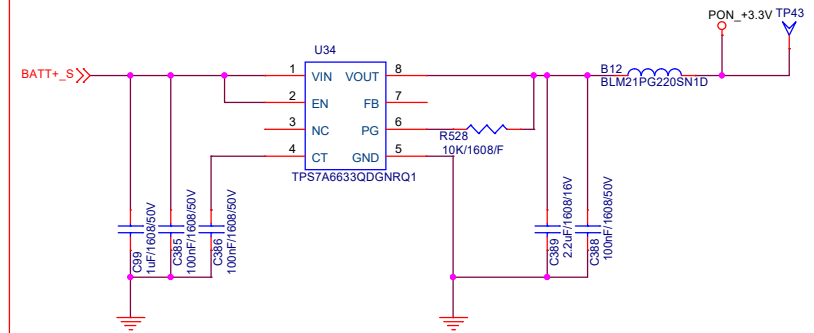 PON_+3.3V TP43
U34
BATT+_S
1 VIN VOUT 8
2 EN FB 7
3 NC PG 6
4 CT GND 5
TPS7A6633QDGNRQ1
B12
BLM21PG220SN1D
R528
10K/1608/F
C99
1uF/1608/50V
C385
100nF/1608/50V
C386
100nF/1608/50V
C389
2.2uF/1608/16V
C388
100nF/1608/50V